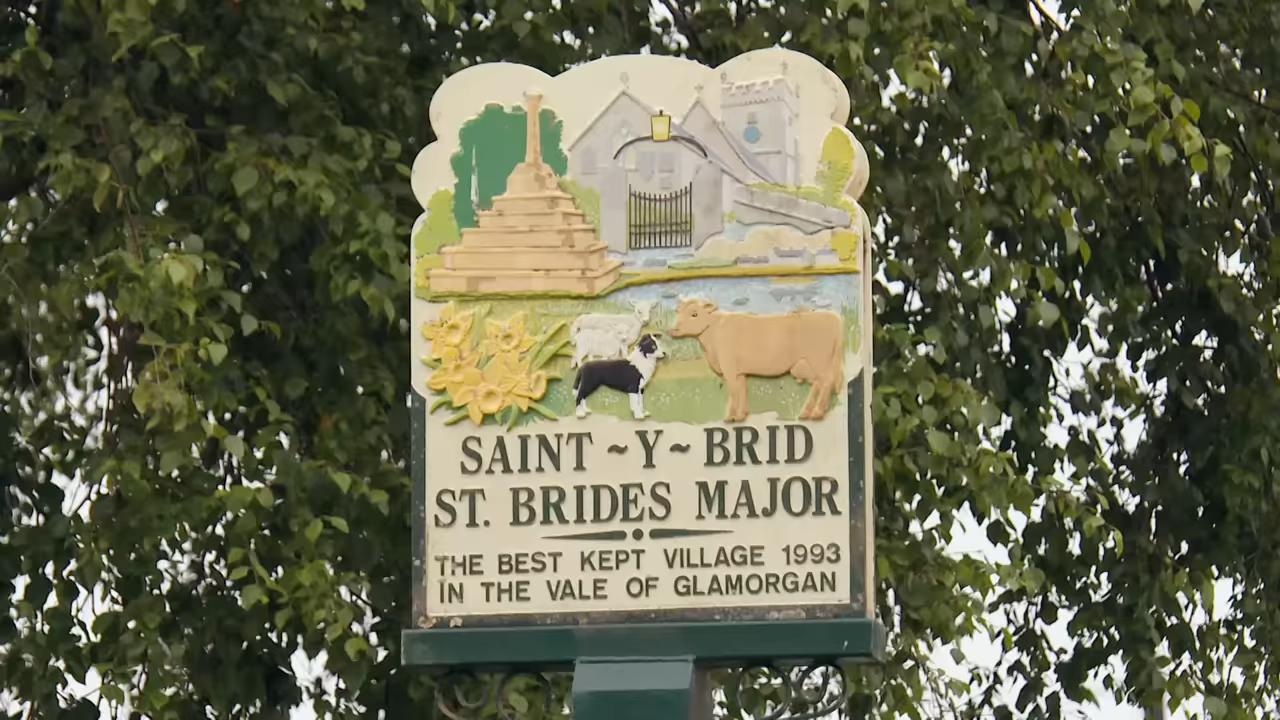 SAINT ~ Y ~ BRID
ST. BRIDES MAJOR
THE BEST KEPT VILLAGE 1993
IN THE VALE OF GLAMORGAN